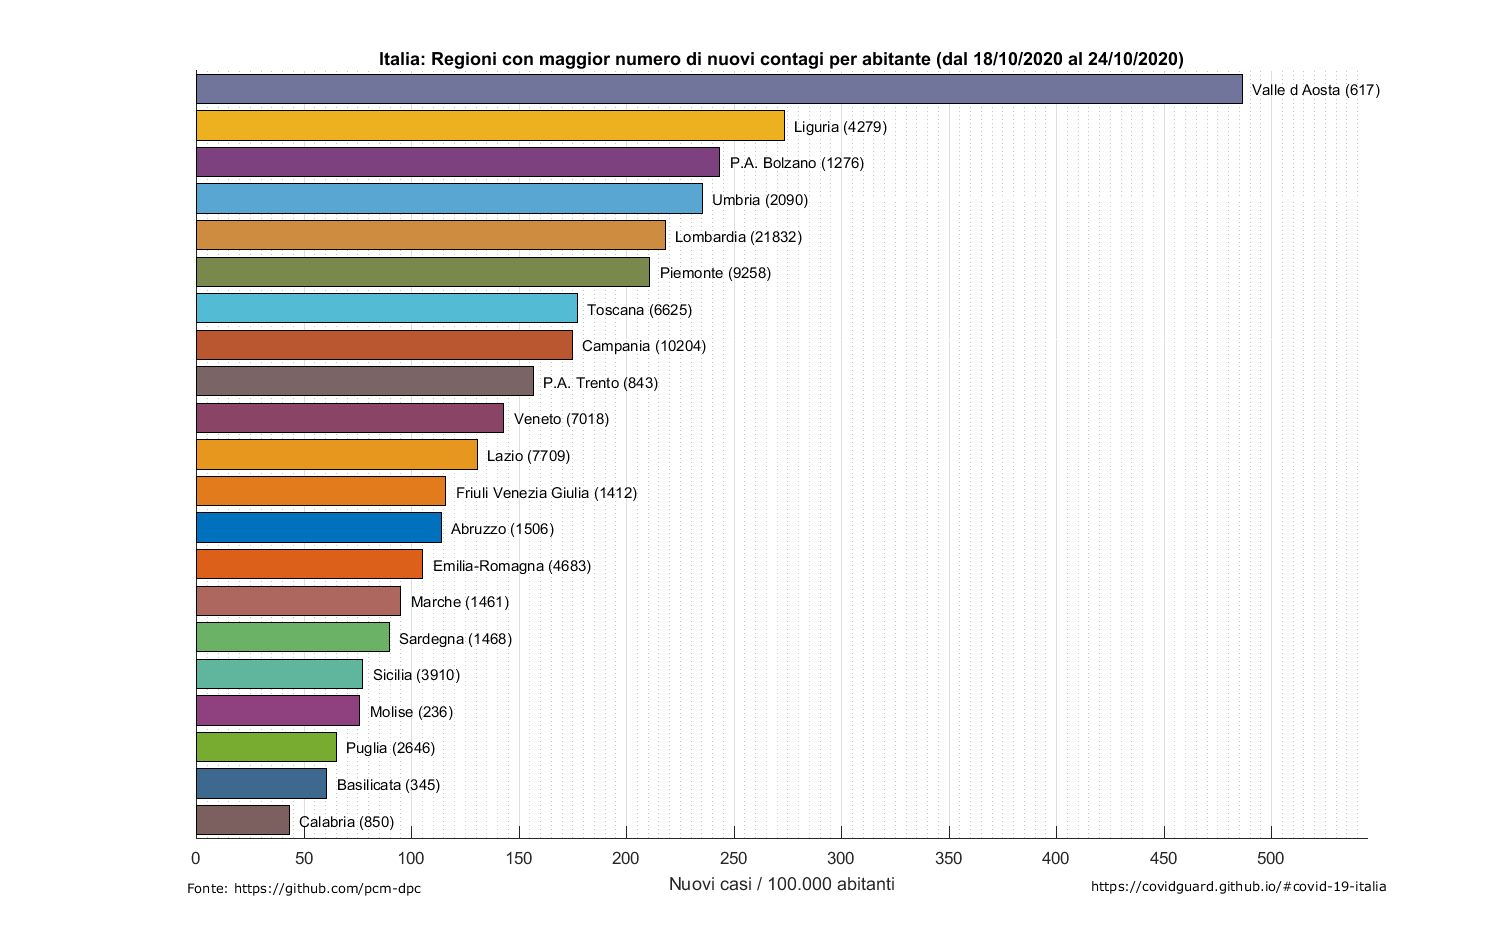 Italia: Regioni con maggior numero di nuovi contagi per abitante (dal 18/10/2020 al 24/10/2020)
Valle d Aosta (617)
Liguria (4279)
P.A. Bolzano (1276)
Umbria (2090)
Lombardia (21832)
Piemonte (9258)
Toscana (6625)
Campania (10204)
P.A. Trento (843)
Veneto (7018)
Lazio (7709)
Friuli Venezia Giulia (1412)
Abruzzo (1506)
Emilia-Romagna (4683)
Marche (1461)
Sardegna (1468)
Sicilia (3910)
Molise (236)
Puglia (2646)
Basilicata (345)
Calabria (850)
0 50 100 150 200 250 300 350 400 450 500
Nuovi casi / 100.000 abitanti
Fonte: https://github.com/pcm-dpc
https://covidguard.github.io/#covid-19-italia